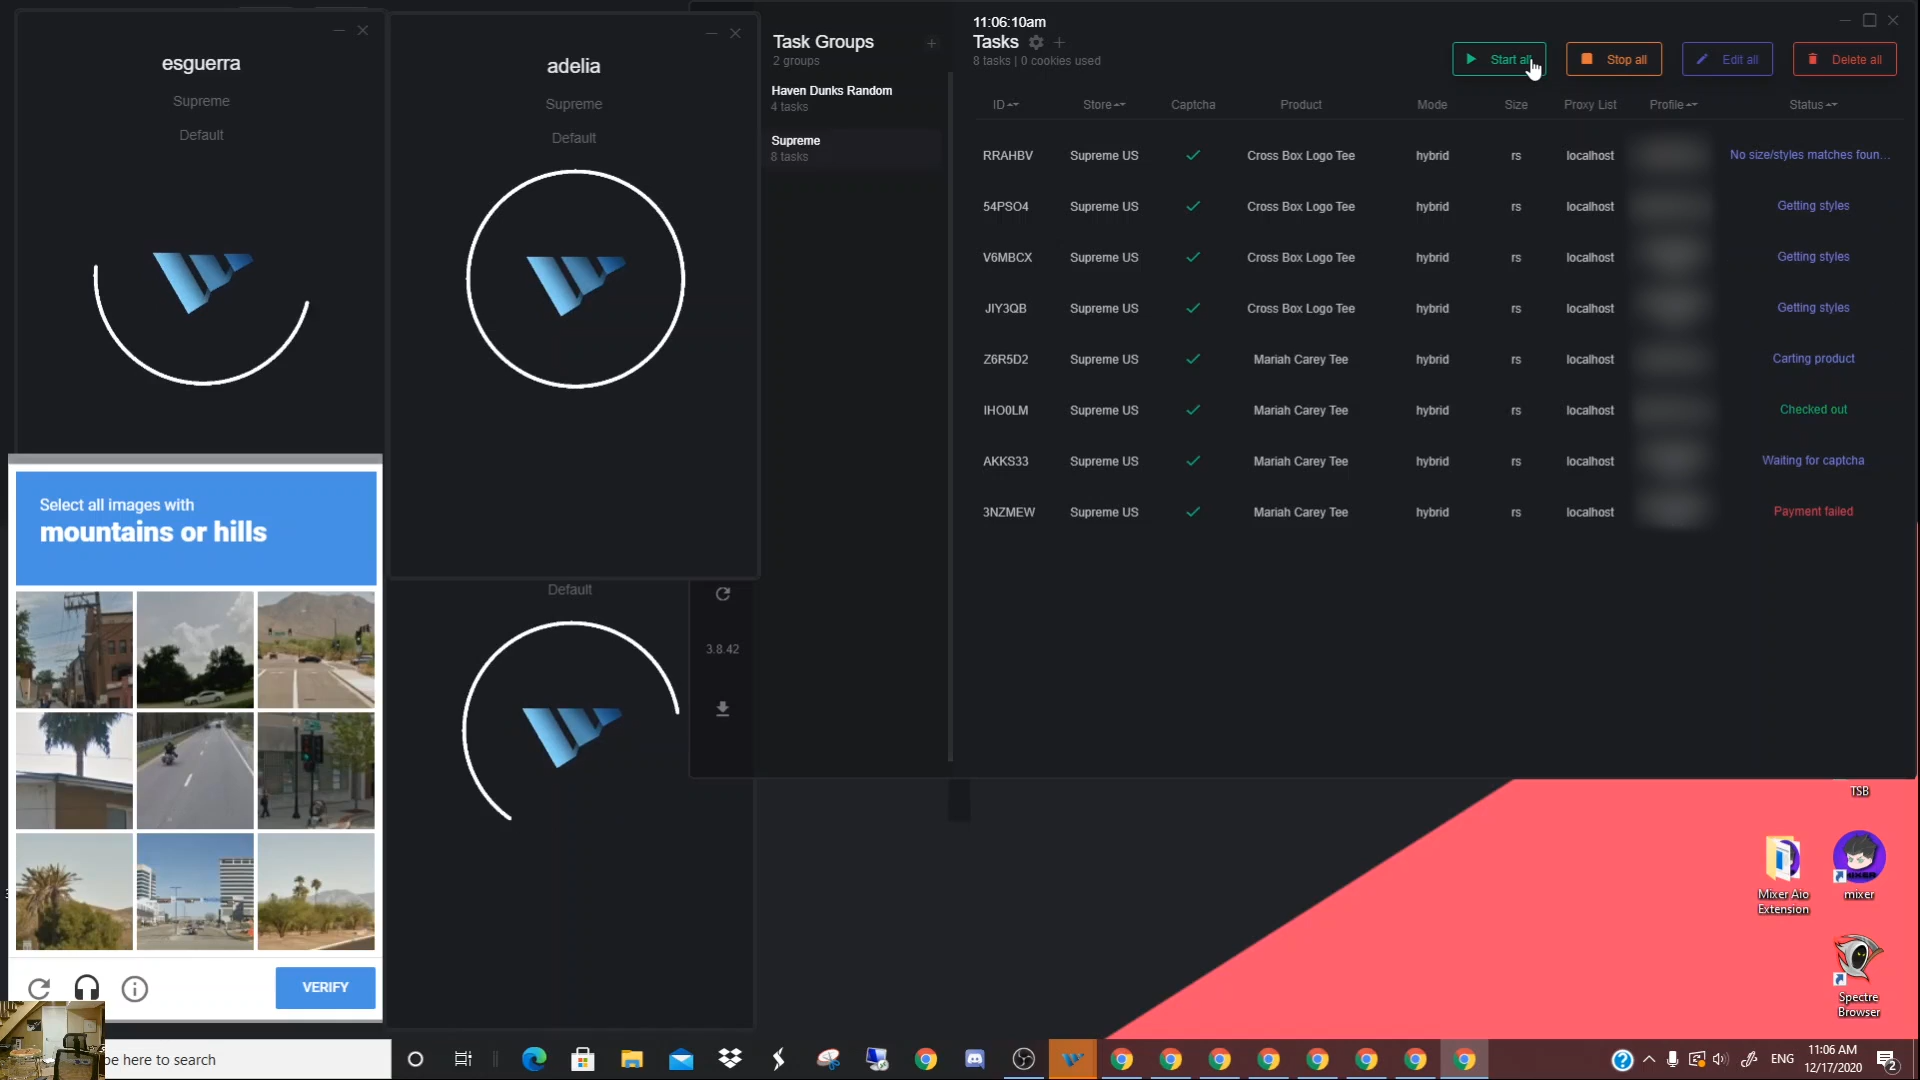 esguerra
Supreme
Default
adelia
Supreme
Default
Task Groups
2 groups
Haven Dunks Random
4 tasks
Supreme
8 tasks
11:06:10am
Tasks
8 tasks | 0 cookies used
Start all
Stop all
Edit all
Delete all
ID Store Captcha Product Mode Size Proxy List Profile Status
RRAHBV Supreme US Cross Box Logo Tee hybrid rs localhost No size/styles matches foun...
54PSO4 Supreme US Cross Box Logo Tee hybrid rs localhost Getting styles
V6MBCX Supreme US Cross Box Logo Tee hybrid rs localhost Getting styles
JIY3QB Supreme US Cross Box Logo Tee hybrid rs localhost Getting styles
Z6R5D2 Supreme US Mariah Carey Tee hybrid rs localhost Carting product
IHO0LM Supreme US Mariah Carey Tee hybrid rs localhost Checked out
AKKS33 Supreme US Mariah Carey Tee hybrid rs localhost Waiting for captcha
3NZMEW Supreme US Mariah Carey Tee hybrid rs localhost Payment failed
Select all images with
mountains or hills
VERIFY
Default
3.8.42
TSB
Mixer Aio
Extension
MIXER
mixer
Spectre
Browser
pe here to search
ENG
11:06 AM
12/17/2020
2